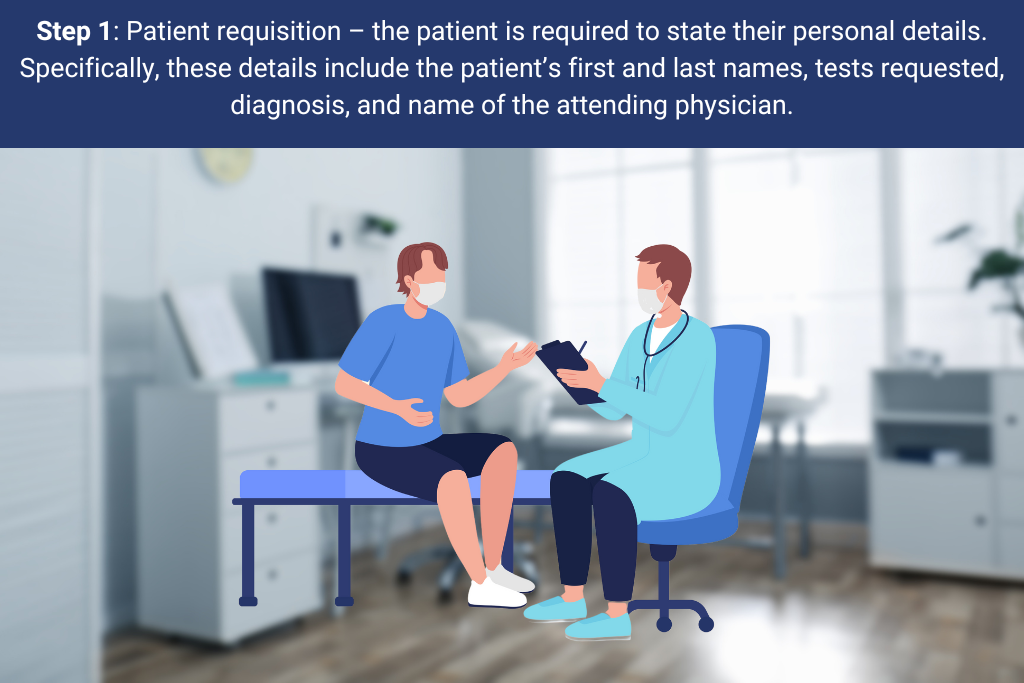 Step 1: Patient requisition – the patient is required to state their personal details.
Specifically, these details include the patient’s first and last names, tests requested,
diagnosis, and name of the attending physician.